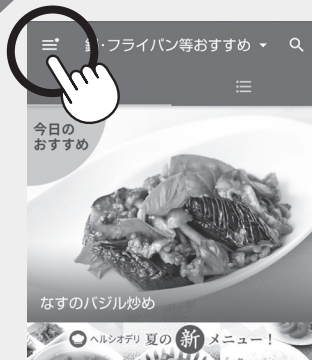 ・フライパン等おすすめ
今日の
おすすめ
なすのバジル炒め
ヘルシオデリ 夏の新メニュー！